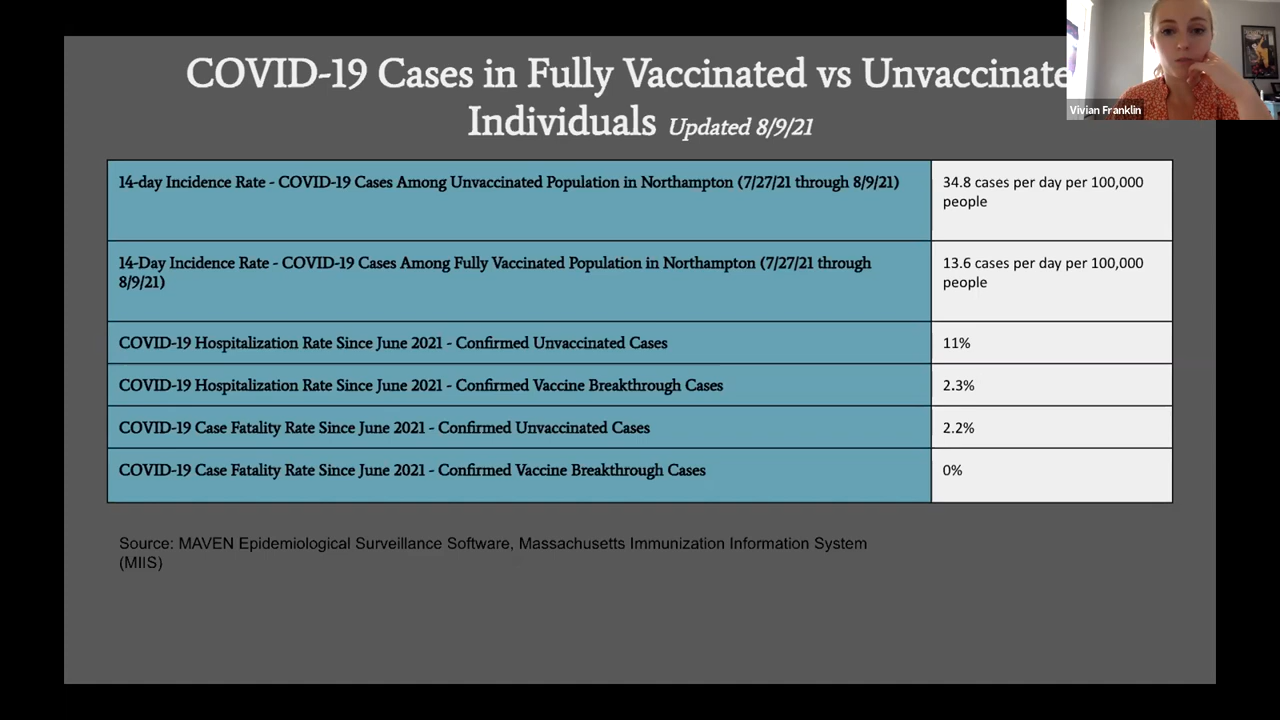 COVID-19 Cases in Fully Vaccinated vs Unvaccinate
Individuals Updated 8/9/21
Vivian Franklin
14-day Incidence Rate - COVID-19 Cases Among Unvaccinated Population in Northampton (7/27/21 through 8/9/21)
34.8 cases per day per 100,000
people
14-Day Incidence Rate - COVID-19 Cases Among Fully Vaccinated Population in Northampton (7/27/21 through
8/9/21)
13.6 cases per day per 100,000
people
COVID-19 Hospitalization Rate Since June 2021 - Confirmed Unvaccinated Cases
11%
COVID-19 Hospitalization Rate Since June 2021 - Confirmed Vaccine Breakthrough Cases
2.3%
COVID-19 Case Fatality Rate Since June 2021 - Confirmed Unvaccinated Cases
2.2%
COVID-19 Case Fatality Rate Since June 2021 - Confirmed Vaccine Breakthrough Cases
0%
Source: MAVEN Epidemiological Surveillance Software, Massachusetts Immunization Information System
(MIIS)